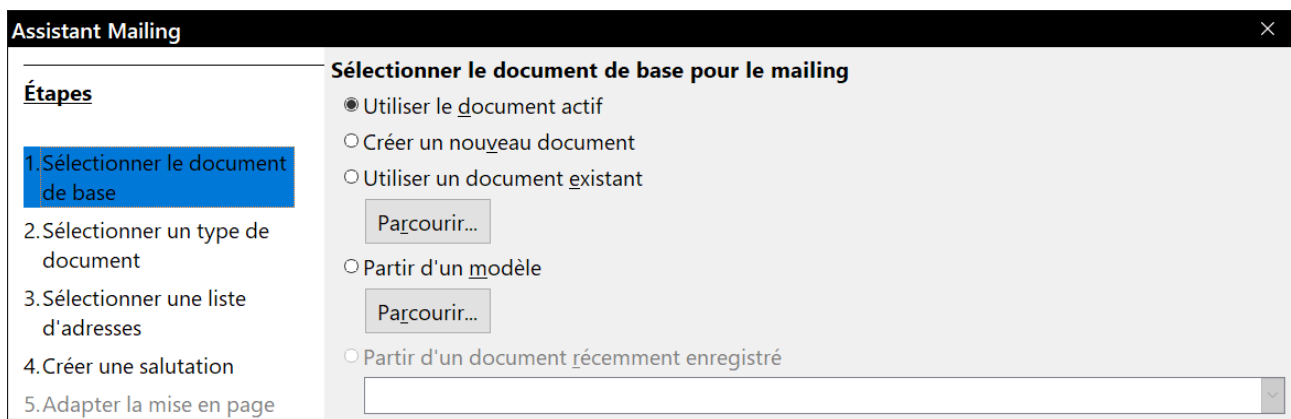 Assistant Mailing
Étapes
1.Sélectionner le document
de base
2.Sélectionner un type de
document
3.Sélectionner une liste
d'adresses
4.Créer une salutation
5.Adapter la mise en page
Sélectionner le document de base pour le mailing
Utiliser le document actif
Créer un nouveau document
Utiliser un document existant
Parcourir...
Partir d'un modèle
Parcourir...
Partir d'un document récemment enregistré